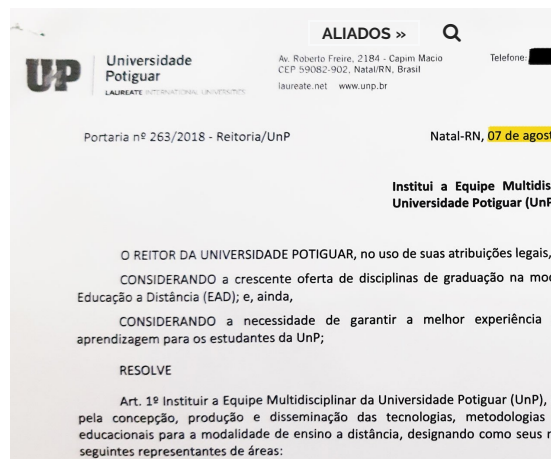 ALIADOS »
UP
Universidade
Potiguar
LAUREATE INTERNATIONAL UNIVERSITIES
Av. Roberto Freire, 2184 - Capim Macio
CEP 59082-902, Natal/RN, Brasil
laureate.net www.unp.br
Telefone:
Portaria nº 263/2018 - Reitoria/UnP
Natal-RN, 07 de agost
Institui a Equipe Multidis
Universidade Potiguar (UnP
O REITOR DA UNIVERSIDADE POTIGUAR, no uso de suas atribuições legais,
CONSIDERANDO a crescente oferta de disciplinas de graduação na mod
Educação a Distância (EAD); e, ainda,
CONSIDERANDO a necessidade de garantir a melhor experiência
aprendizagem para os estudantes da UnP;
RESOLVE
Art. 1º Instituir a Equipe Multidisciplinar da Universidade Potiguar (UnP),
pela concepção, produção e disseminação das tecnologias, metodologias
educacionais para a modalidade de ensino a distância, designando como seus
seguintes representantes de áreas: